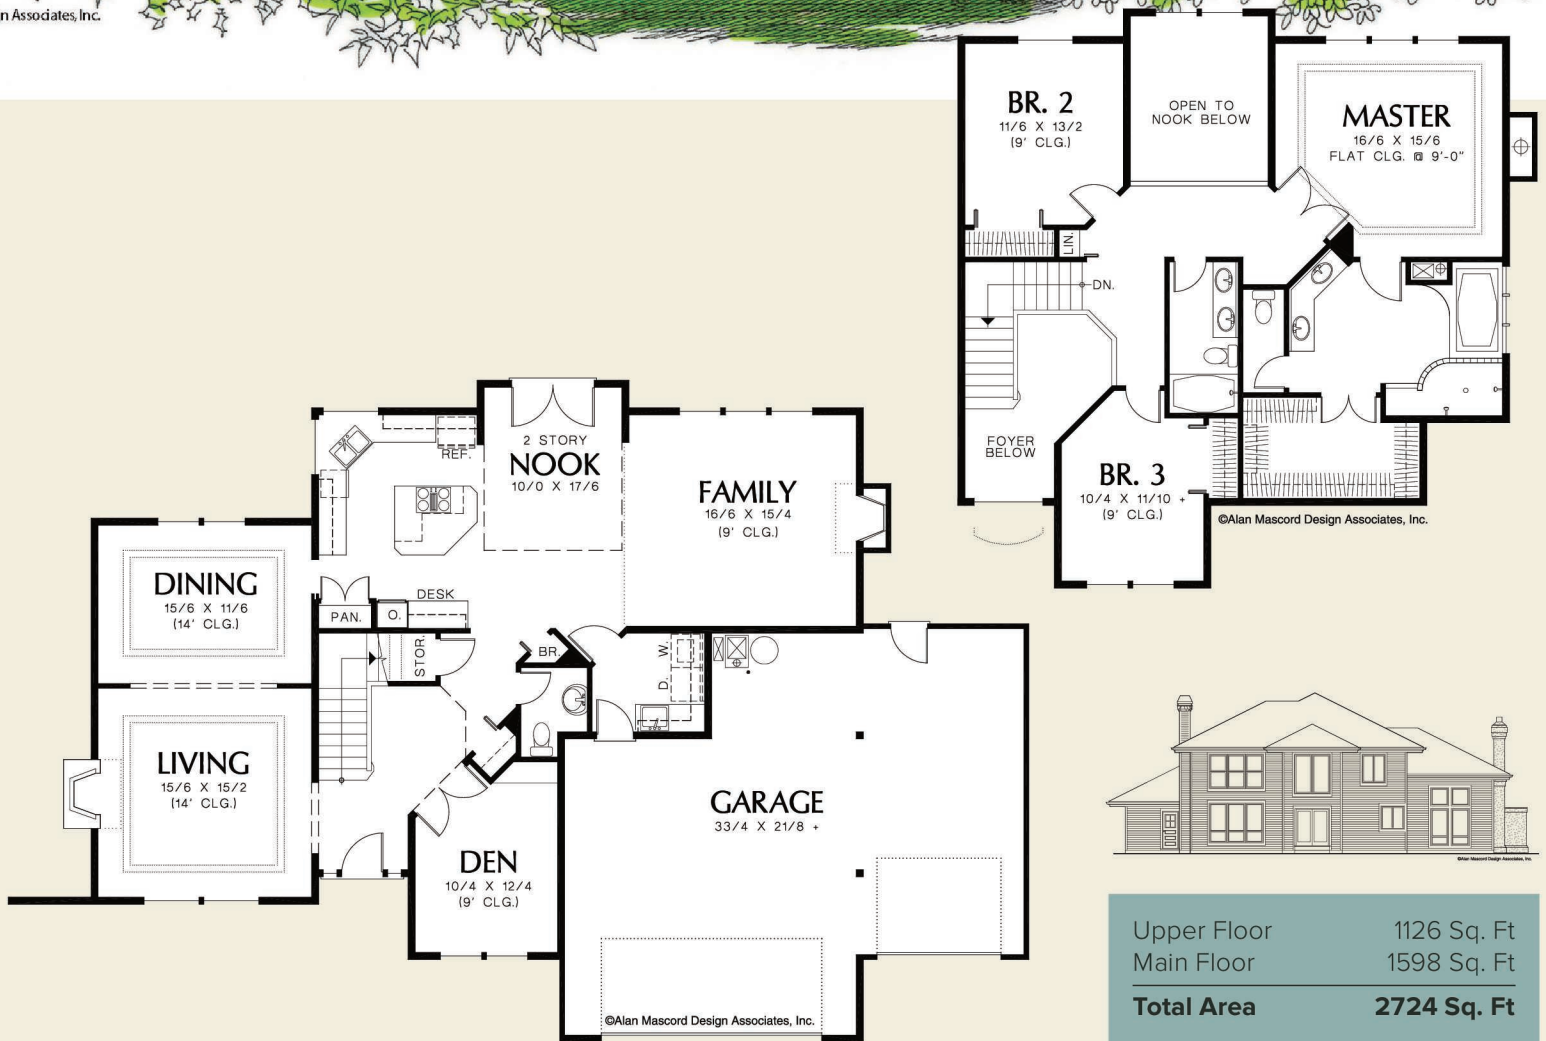 n Associates, Inc.
BR. 2
11/6 X 13/2
(9' CLG.)
OPEN TO
NOOK BELOW
MASTER
16/6 X 15/6
FLAT CLG. @ 9'-0"
LIN.
DN.
FOYER
BELOW
BR. 3
10/4 X 11/10 +
(9' CLG.)
©Alan Mascord Design Associates, Inc.
2 STORY
NOOK
10/0 X 17/6
REF.
FAMILY
16/6 X 15/4
(9' CLG.)
DINING
15/6 X 11/6
(14' CLG.)
PAN.
O.
DESK
STOR.
BR.
W.
D.
LIVING
15/6 X 15/2
(14' CLG.)
DEN
10/4 X 12/4
(9' CLG.)
GARAGE
33/4 X 21/8 +
©Alan Mascord Design Associates, Inc.
©Alan Mascord Design Associates, Inc.
Upper Floor 1126 Sq. Ft
Main Floor 1598 Sq. Ft
Total Area 2724 Sq. Ft